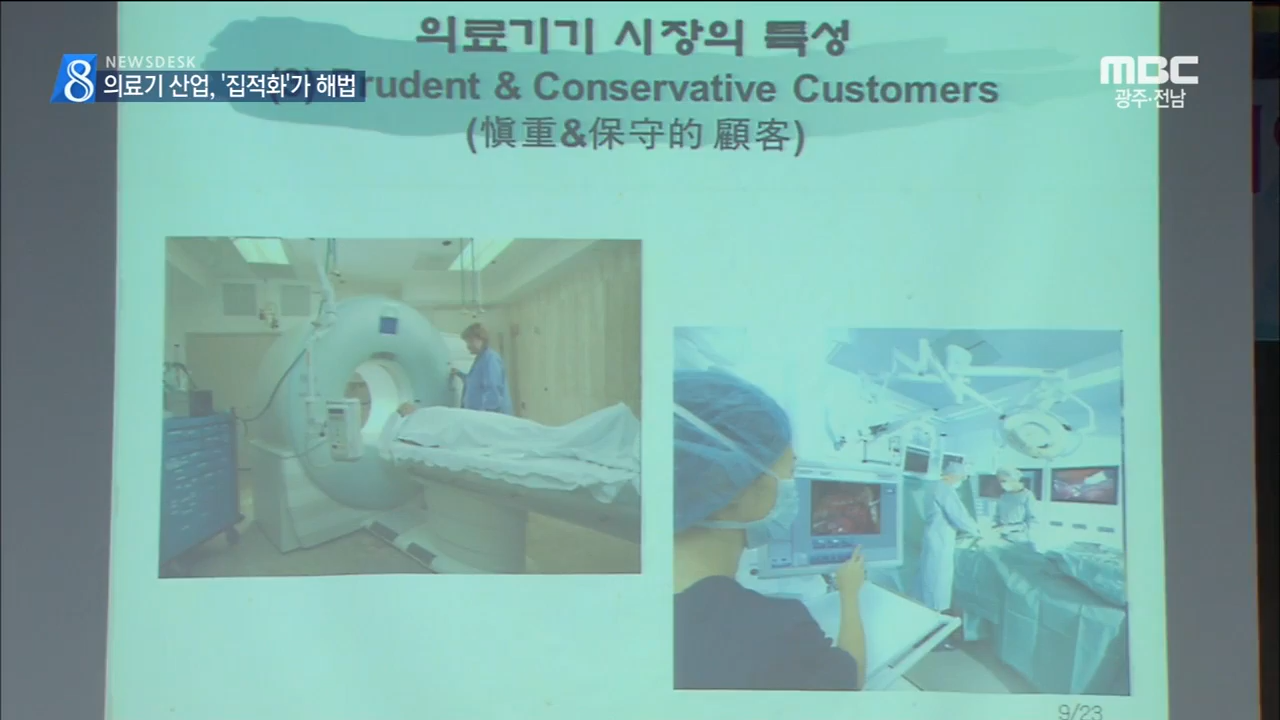 의료기기 시장의 특성
NEWSDESK
8 의료기 산업, '집적화'가 해법
rudent & Conservative Customers
MBC
광주·전남
(愼重&保守的 顧客)
9/23